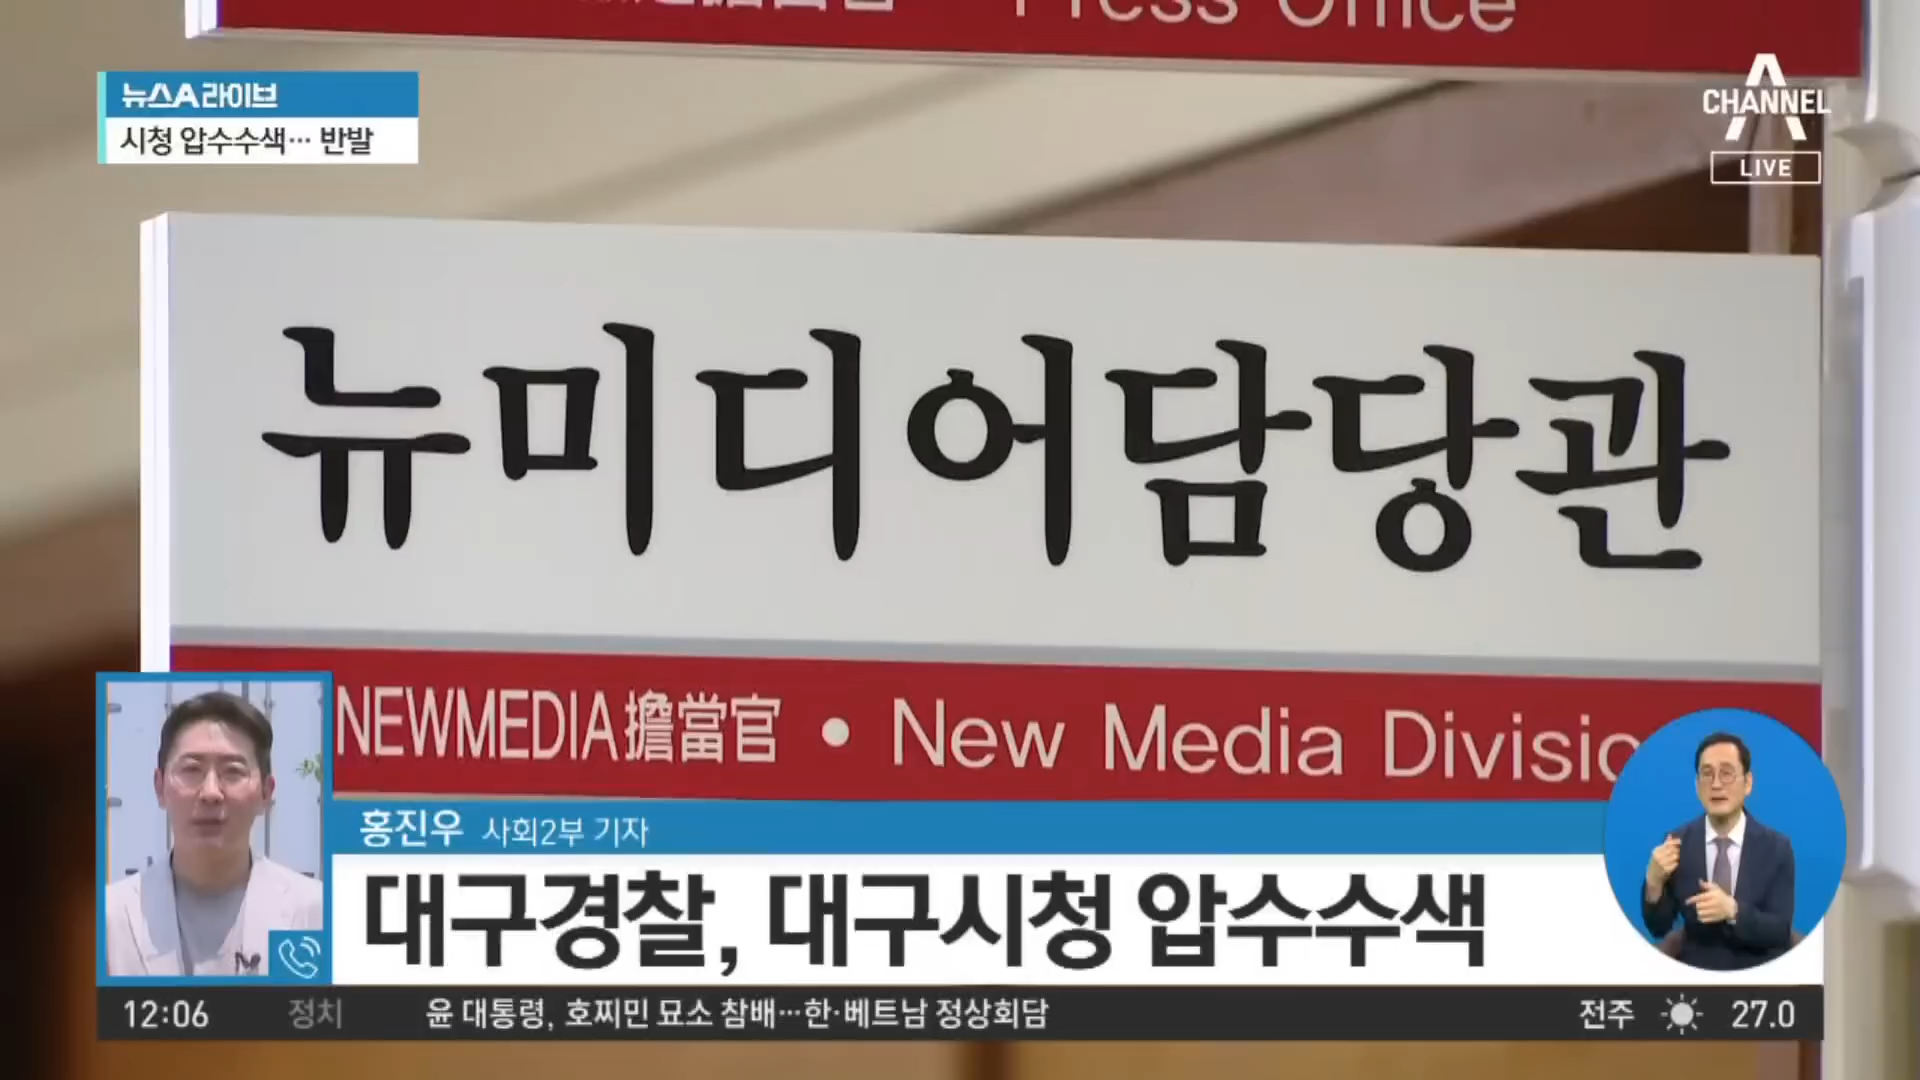 Press Office
뉴스A 라이브
시청 압수수색… 반발
CHANNEL A
LIVE
뉴미디어담당관
NEWMEDIA擔當官 • New Media Divisio
홍진우 사회2부 기자
대구경찰, 대구시청 압수수색
12:06 정치 윤 대통령, 호찌민 묘소 참배…한·베트남 정상회담 전주 27.0